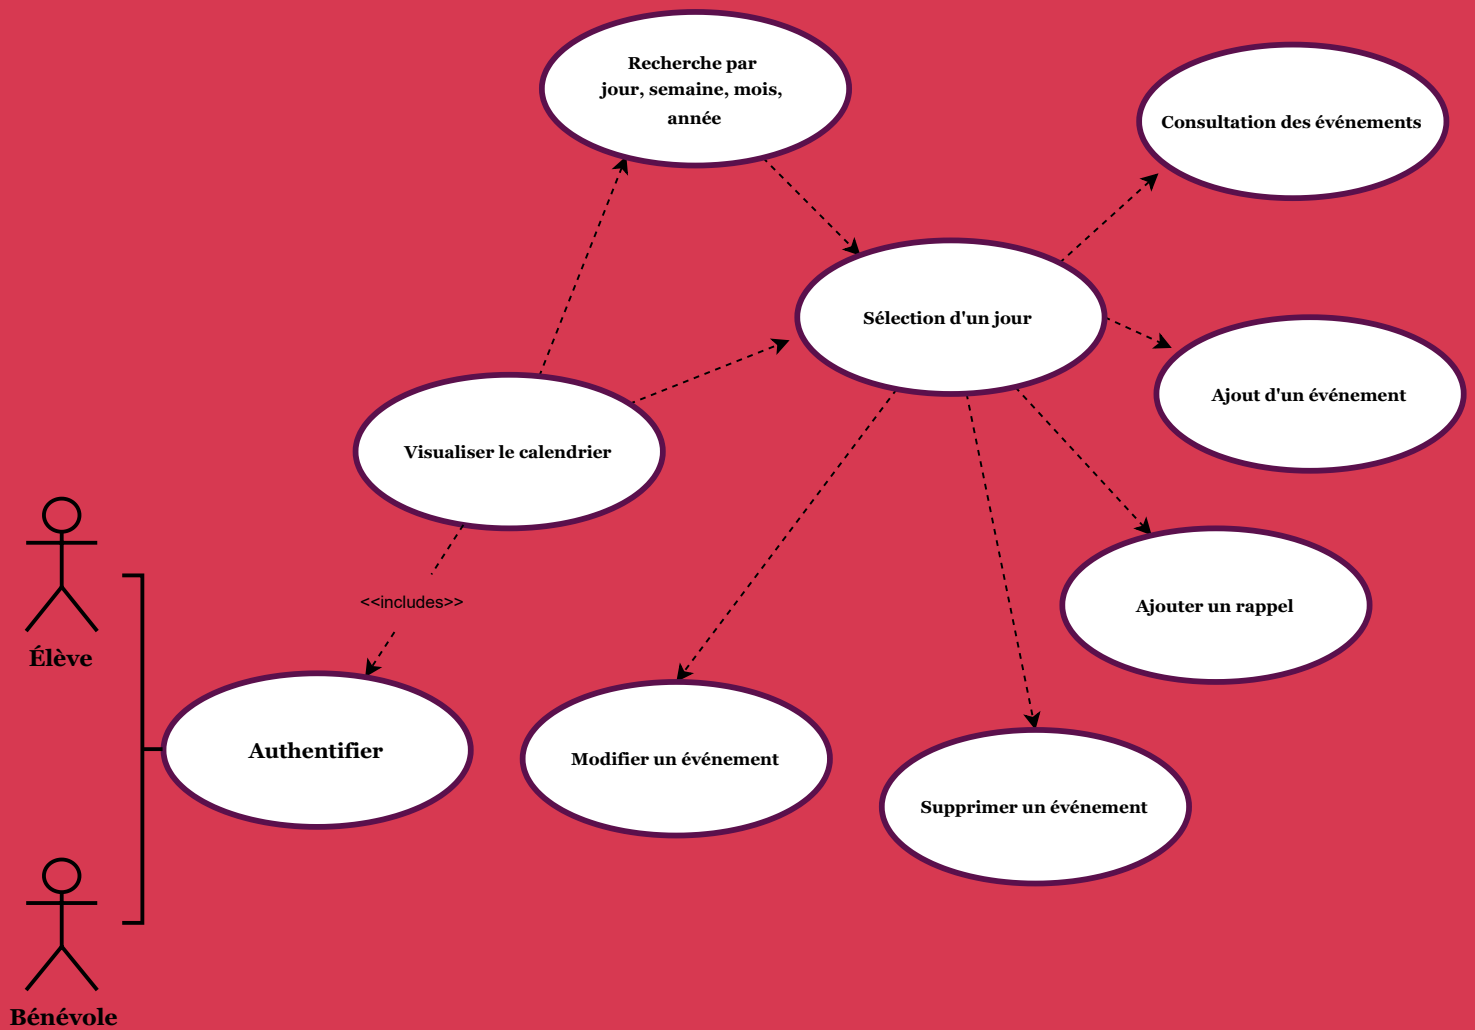 Recherche par
jour, semaine, mois,
année
Consultation des événements
Sélection d'un jour
Ajout d'un événement
Visualiser le calendrier
<<includes>>
Ajouter un rappel
Élève
Authentifier
Modifier un événement
Supprimer un événement
Bénévole